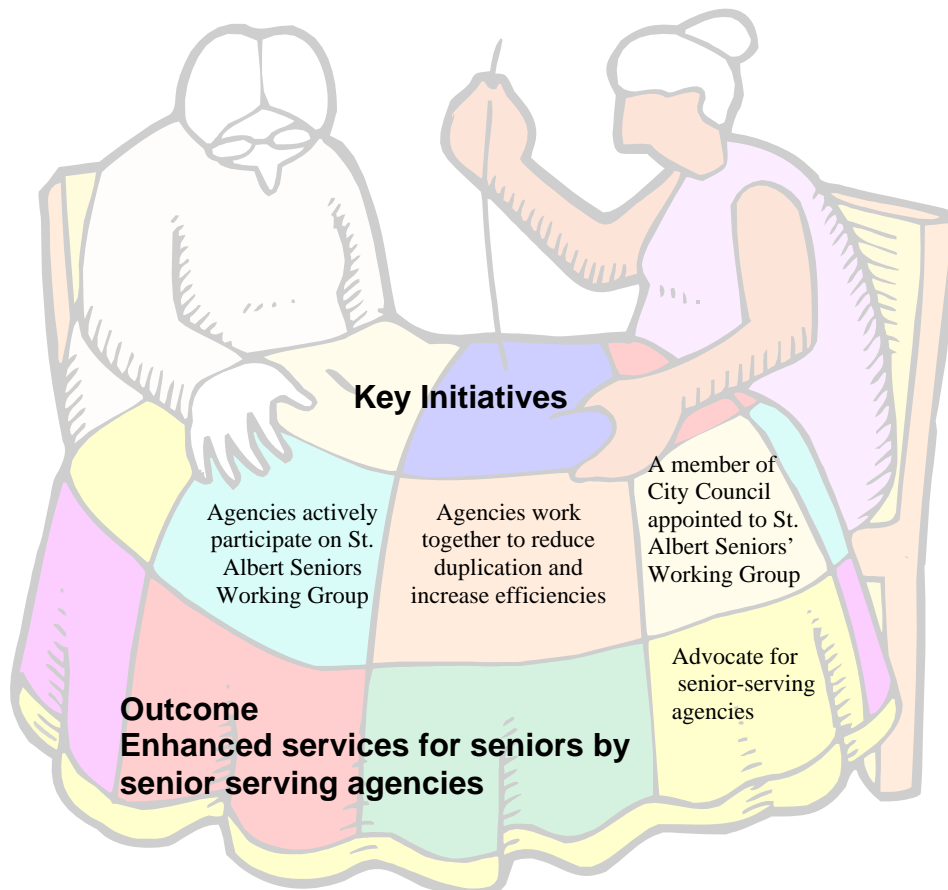 Key Initiatives
Agencies actively
participate on St.
Albert Seniors
Working Group
Agencies work
together to reduce
duplication and
increase efficiencies
A member of
City Council
appointed to St.
Albert Seniors’
Working Group
Advocate for
senior-serving
agencies
Outcome
Enhanced services for seniors by
senior serving agencies